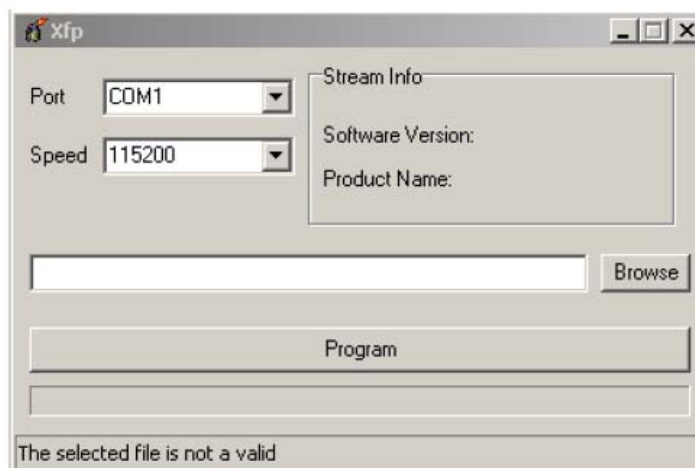 Xfp
Port COM1
Stream Info
Software Version:
Speed 115200
Product Name:
Browse
Program
The selected file is not a valid